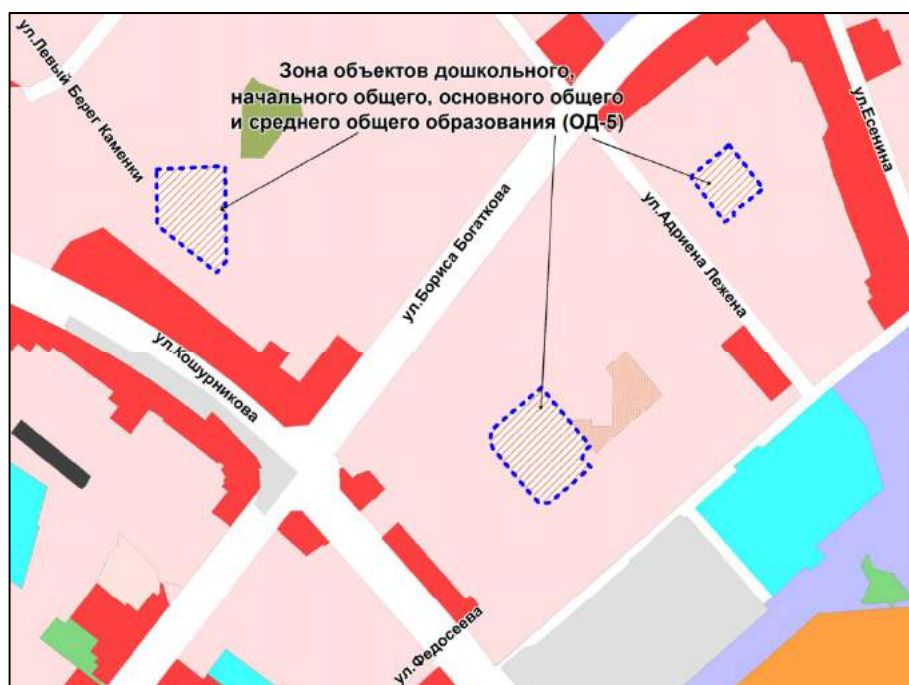 ул.Левый Берег Каменки
Зона объектов дошкольного,
начального общего, основного общего
и среднего общего образования (ОД-5)
ул.Есенина
ул.Бориса Богаткова
ул.Адриена Лежена
ул.Кошурникова
ул.Федосеева